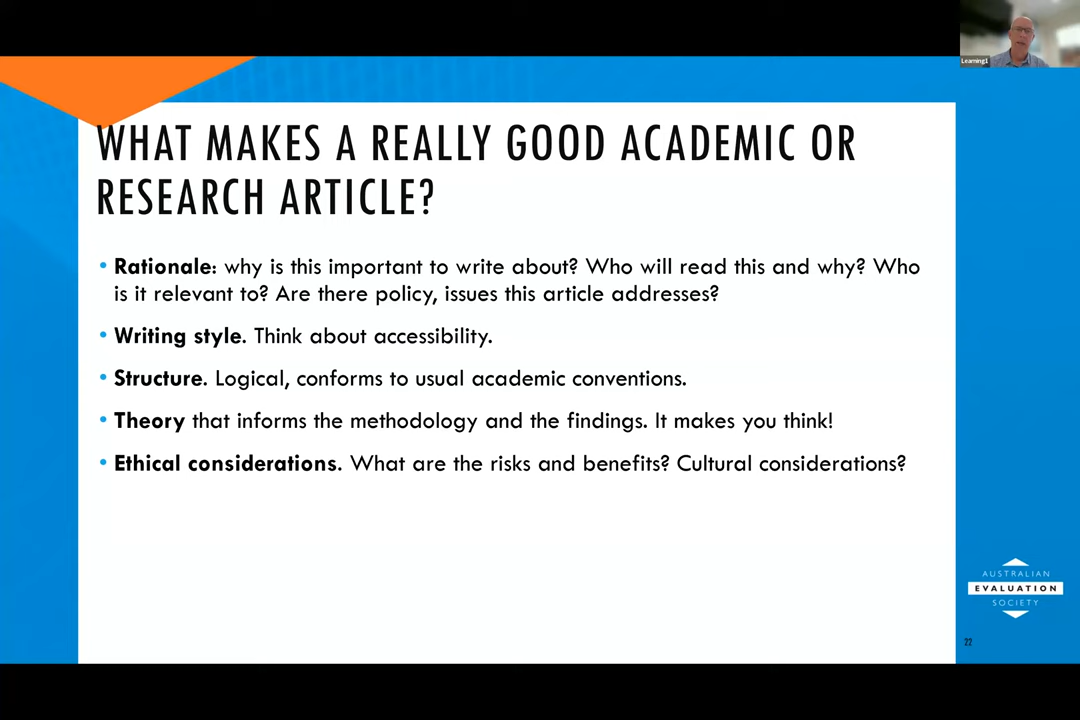 Learning1
WHAT MAKES A REALLY GOOD ACADEMIC OR
RESEARCH ARTICLE?
• Rationale: why is this important to write about? Who will read this and why? Who
is it relevant to? Are there policy, issues this article addresses?
• Writing style. Think about accessibility.
• Structure. Logical, conforms to usual academic conventions.
• Theory that informs the methodology and the findings. It makes you think!
• Ethical considerations. What are the risks and benefits? Cultural considerations?
AUSTRALIAN
EVALUATION
SOCIETY
22